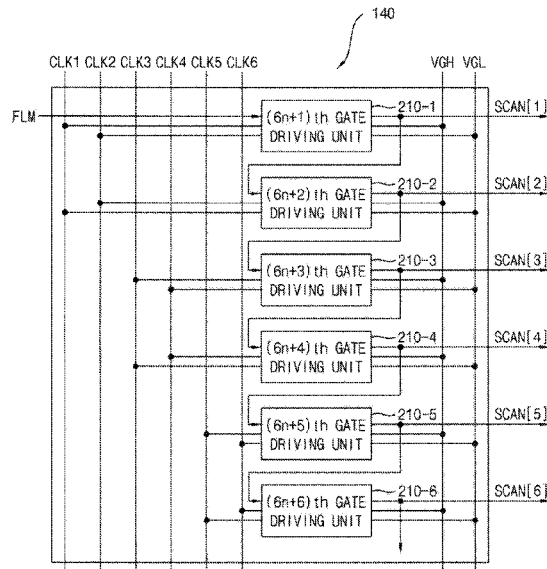 140
CLK1 CLK2 CLK3 CLK4 CLK5 CLK6 VGH VGL
FLM
(6n+1)th GATE
DRIVING UNIT
210-1
SCAN[1]
(6n+2)th GATE
DRIVING UNIT
210-2
SCAN[2]
(6n+3)th GATE
DRIVING UNIT
210-3
SCAN[3]
(6n+4)th GATE
DRIVING UNIT
210-4
SCAN[4]
(6n+5)th GATE
DRIVING UNIT
210-5
SCAN[5]
(6n+6)th GATE
DRIVING UNIT
210-6
SCAN[6]